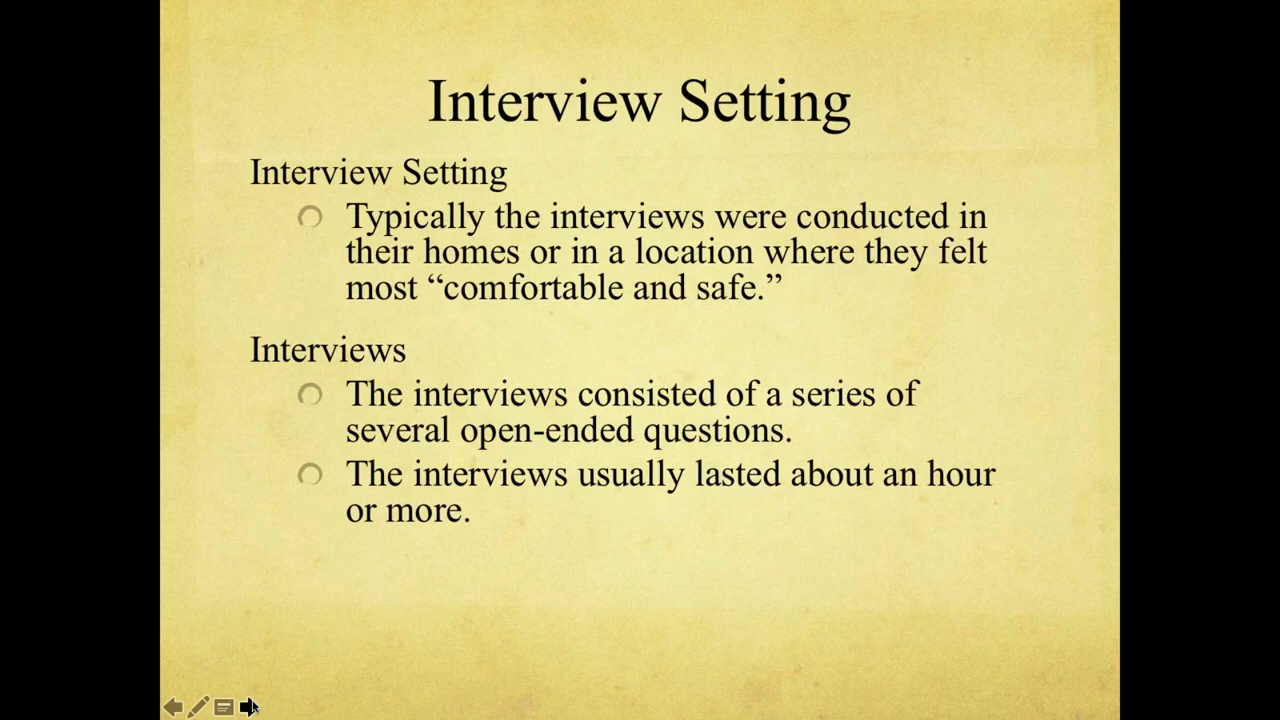 Interview Setting
Interview Setting
Typically the interviews were conducted in
their homes or in a location where they felt
most “comfortable and safe.”
Interviews
The interviews consisted of a series of
several open-ended questions.
The interviews usually lasted about an hour
or more.